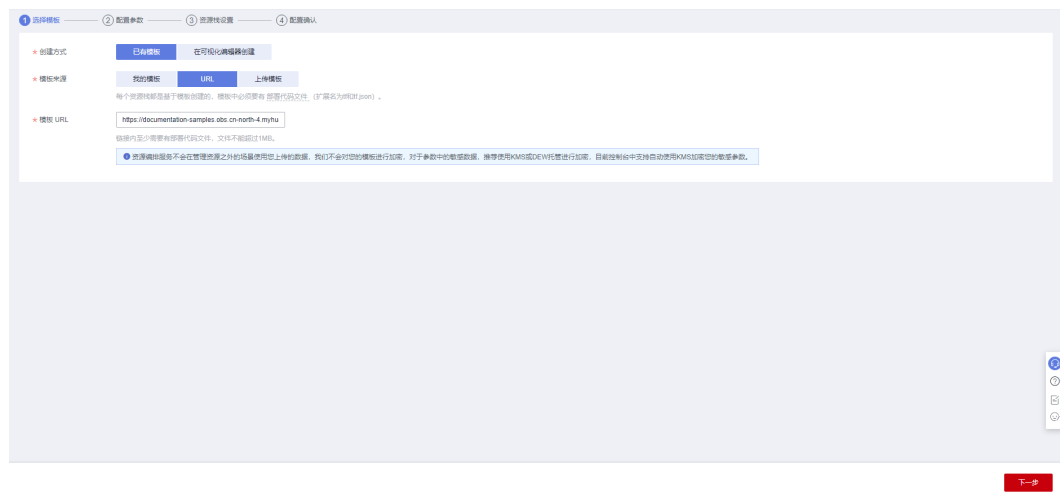 1 选择模板 2 配置参数 3 资源栈设置 4 配置确认
* 创建方式 已有模板 在可视化编辑器创建
* 模板来源 我的模板 URL 上传模板
每个资源栈都是基于模板创建的，模板中必须要有 部署代码文件 （扩展名为tf和tf.json）。
* 模板 URL https://documentation-samples.obs.cn-north-4.myhu
链接内至少需要有部署代码文件，文件不能超过1MB。
资源编排服务不会在管理资源之外的场景使用您上传的数据，我们不会对您的模板进行加密，对于参数中的敏感数据，推荐使用KMS或DEW托管进行加密，目前控制台中支持自动使用KMS加密您的敏感参数。
下一步